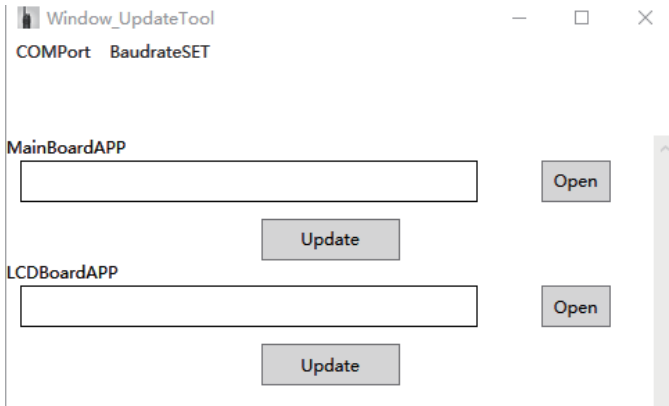 Window_UpdateTool
COMPort BaudrateSET
MainBoardAPP
Open
Update
LCDBoardAPP
Open
Update